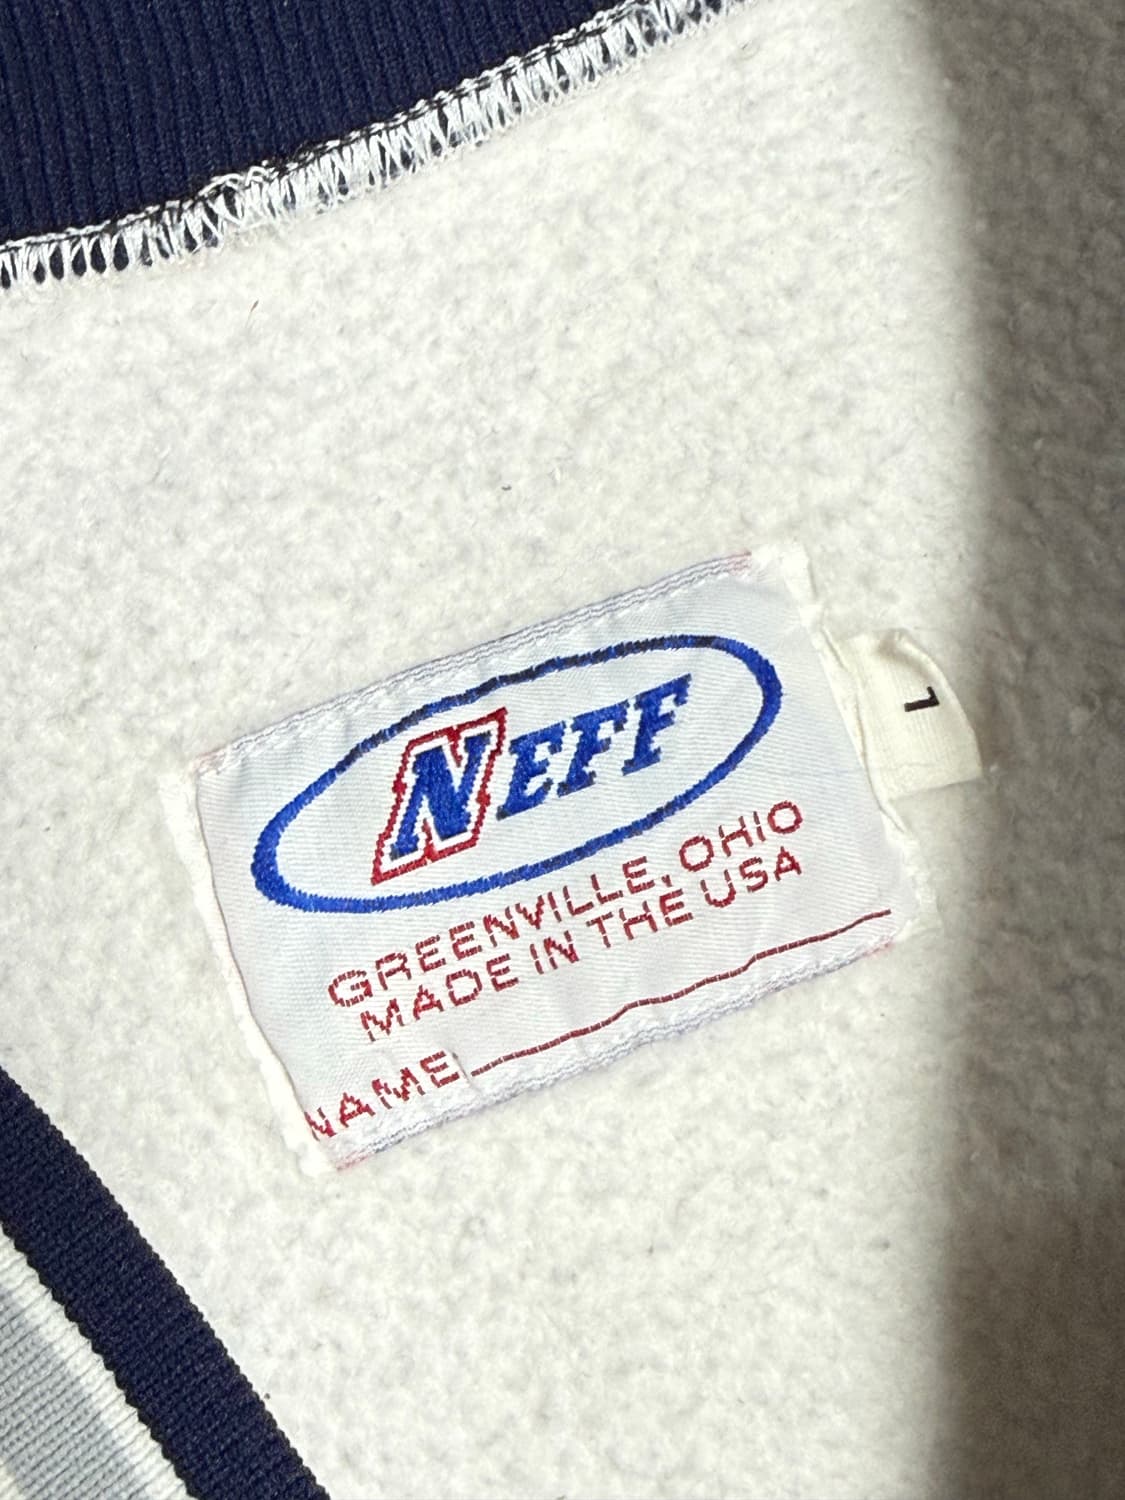 NEFF
GREENVILLE, OHIO
MADE IN THE USA
NAME
L